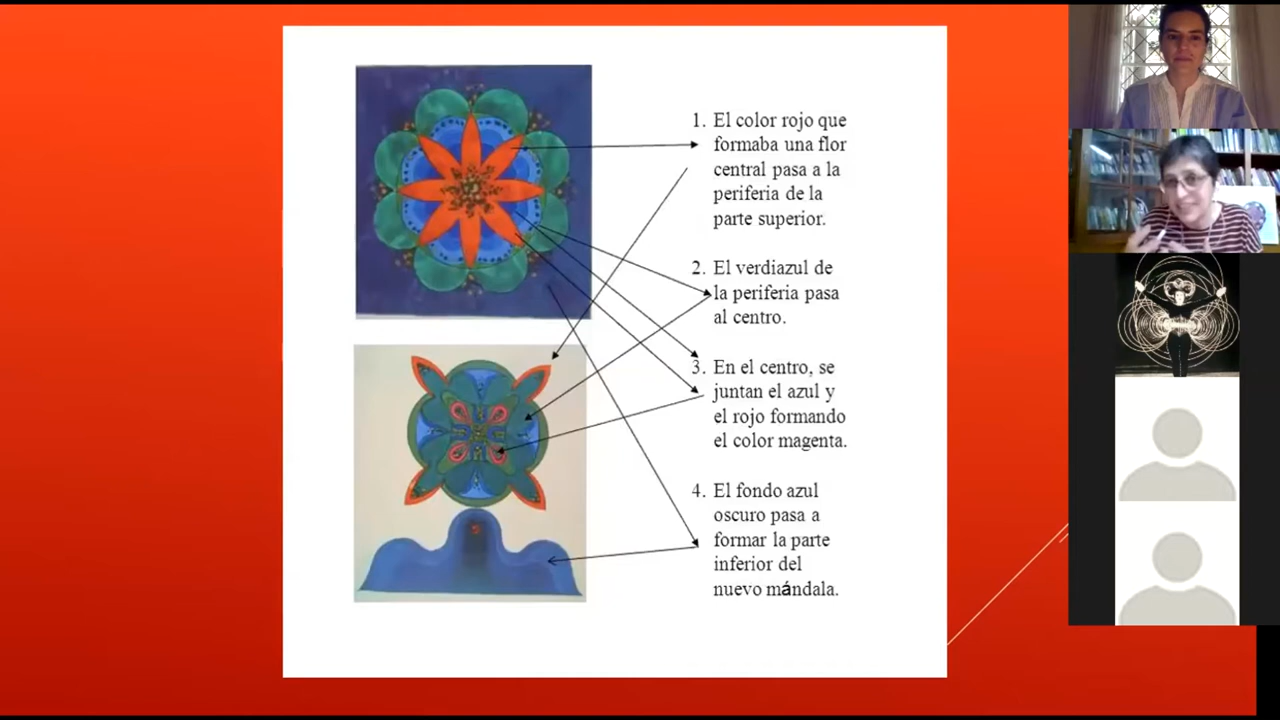 1. El color rojo que
formaba una flor
central pasa a la
periferia de la
parte superior.
2. El verdiazul de
la periferia pasa
al centro.
3. En el centro, se
juntan el azul y
el rojo formando
el color magenta.
4. El fondo azul
oscuro pasa a
formar la parte
inferior del
nuevo mándala.